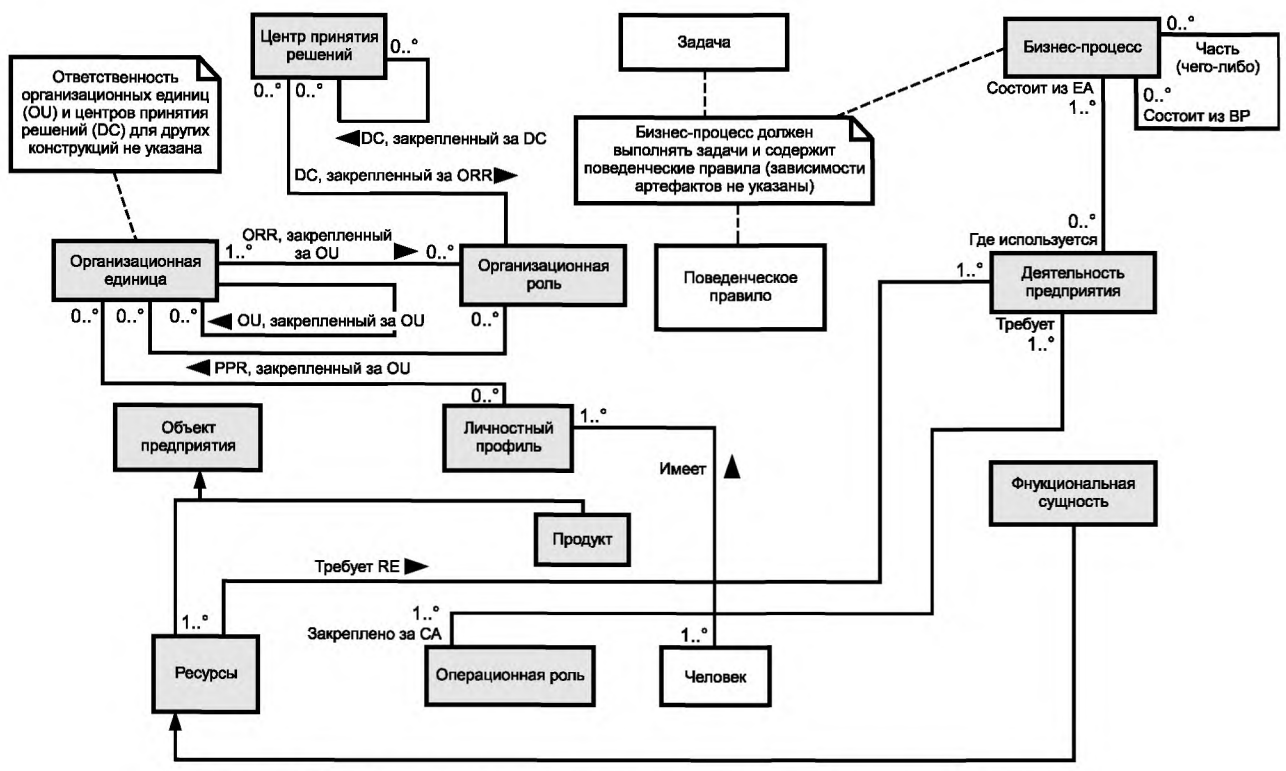 Центр принятия
решений
0..°
0..°
0..°
Задача
0..°
Бизнес-процесс
Часть
(чего-либо)
Состоит из EA
1..°
0..°
Состоит из BP
Ответственность
организационных единиц
(OU) и центров принятия
решений (DC) для других
конструкций не указана
DC, закрепленный за DC
DC, закрепленный за ORR
Бизнес-процесс должен
выполнять задачи и содержит
поведенческие правила (зависимости
артефактов не указаны)
Организационная
единица
1..°
ORR, закрепленный
за OU
0..°
Организационная
роль
Поведенческое
правило
0..°
Где используется
1..°
Деятельность
предприятия
0..°
0..°
0..°
OU, закрепленный за OU
0..°
Требует
1..°
PPR, закрепленный за OU
0..°
Объект
предприятия
Личностный
профиль
1..°
Имеет
Фнукциональная
сущность
Продукт
Требует RE
1..°
1..°
Закреплено за CA
1..°
Ресурсы
Операционная роль
Человек